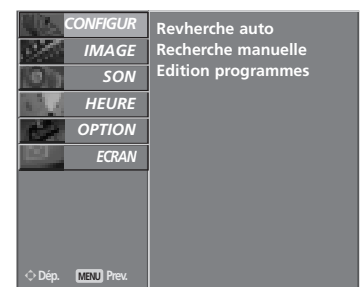 CONFIGUR
IMAGE
SON
HEURE
OPTION
ECRAN
Revherche auto
Recherche manuelle
Edition programmes
Dép. MENU Prev.